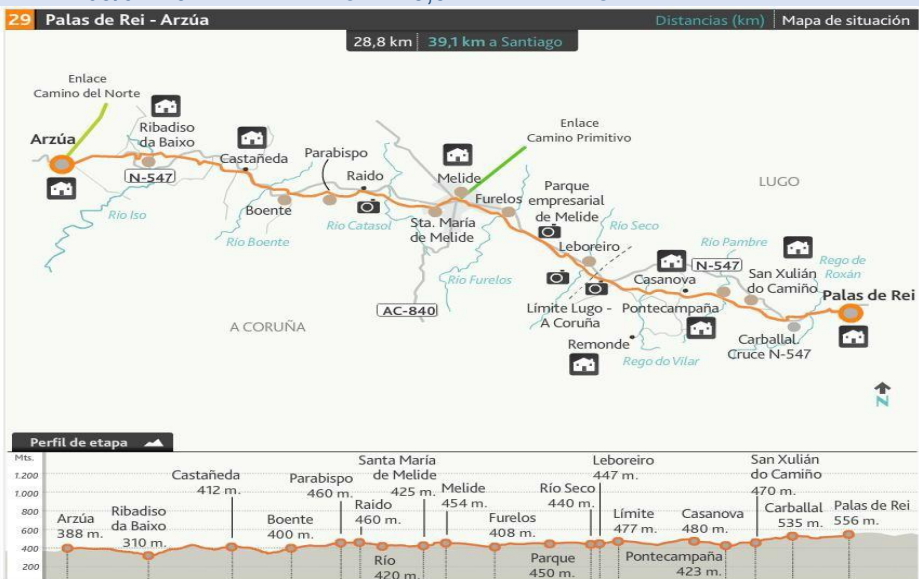 29 Palas de Rei - Arzúa
Distancias (km) Mapa de situación
28,8 km 39,1 km a Santiago
Enlace
Camino del Norte
Arzúa
Ribadiso
da Baixo
N-547
Río Iso
Castañeda
Boente
Río Boente
Parabispo
Raido
Río Catasol
Melide
Sta. María
de Melide
Enlace
Camino Primitivo
Furelos
Río Furelos
AC-840
Parque
empresarial
de Melide
Río Seco
Leboreiro
Límite Lugo -
A Coruña
A CORUÑA
LUGO
Casanova
N-547
Río Pambre
Pontecampaña
Remonde
Rego do Vilar
San Xulián
do Camiño
Rego de
Roxán
Palas de Rei
Carballal.
Cruce N-547
N
Perfil de etapa
Mts.
1.200
1.000
800
600
400
200
Arzúa
388 m.
Ribadiso
da Baixo
310 m.
Castañeda
412 m.
Boente
400 m.
Parabispo
460 m.
Raido
460 m.
Río
420 m.
Santa María
de Melide
425 m.
Melide
454 m.
Furelos
408 m.
Parque
450 m.
Río Seco
440 m.
Leboreiro
447 m.
Límite
477 m.
Casanova
480 m.
Pontecampaña
423 m.
San Xulián
do Camiño
470 m.
Carballal
535 m.
Palas de Rei
556 m.